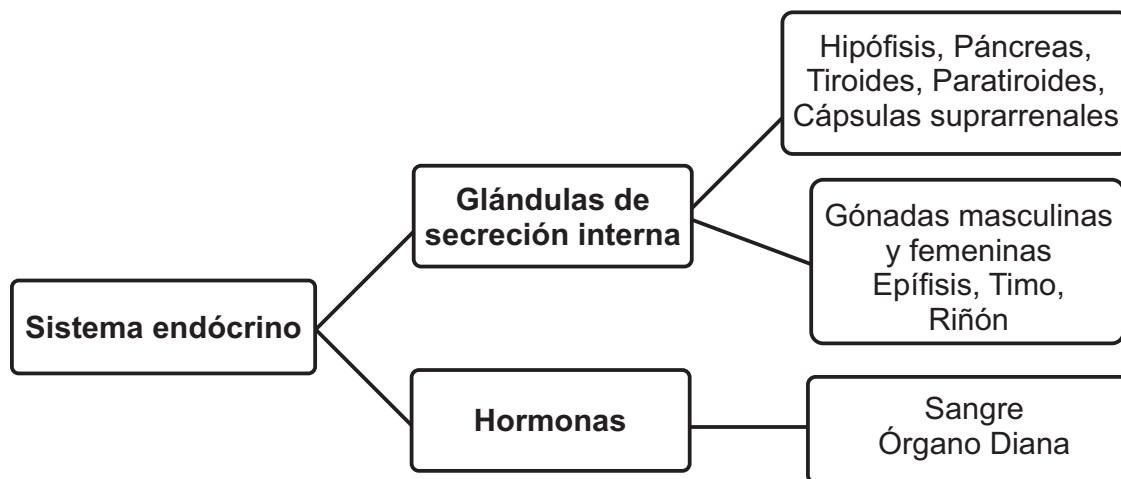 Hipófisis, Páncreas,
Tiroides, Paratiroides,
Cápsulas suprarrenales
Glándulas de
secreción interna
Gónadas masculinas
y femeninas
Epífisis, Timo,
Riñón
Sistema endócrino
Hormonas
Sangre
Órgano Diana